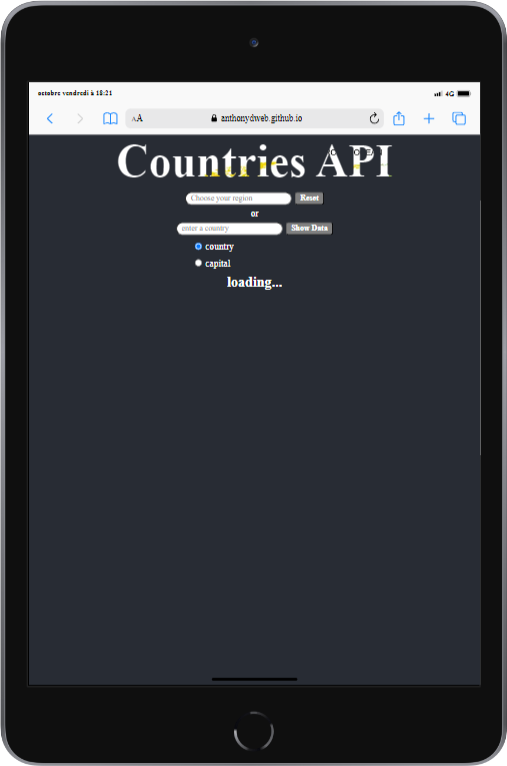 octobre vendredi à 18:21
4G
AA
anthonydweb.github.io
Countries API
Choose your region
Reset
or
enter a country
Show Data
country
capital
loading...